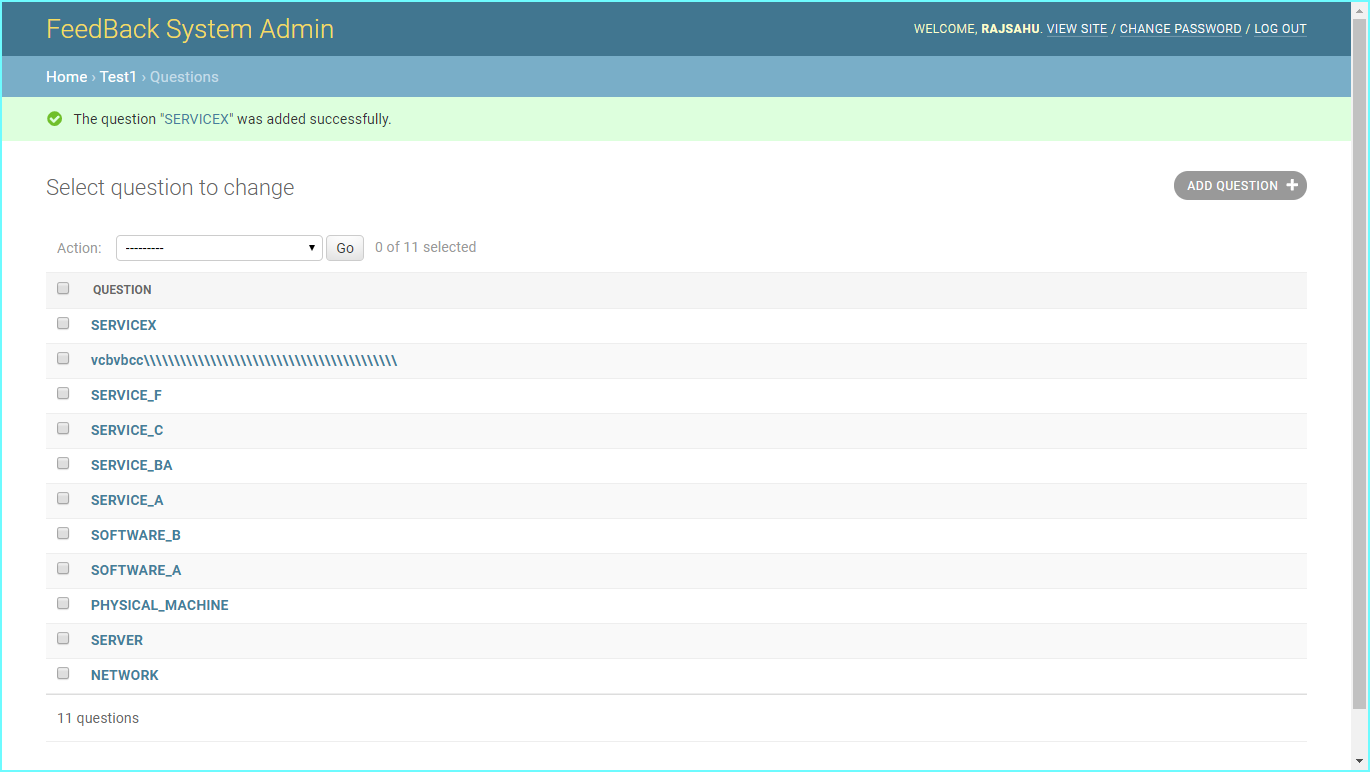 FeedBack System Admin
WELCOME, RAJSAHU. VIEW SITE / CHANGE PASSWORD / LOG OUT
Home › Test1 › Questions
The question "SERVICEX" was added successfully.
Select question to change
ADD QUESTION +
Action: --------- Go 0 of 11 selected
QUESTION
SERVICEX
vcbvbcc\\\\\\\\\\\\\\\\\\\\\\\\\\\\\\\\\\\\\\\\\\
SERVICE_F
SERVICE_C
SERVICE_BA
SERVICE_A
SOFTWARE_B
SOFTWARE_A
PHYSICAL_MACHINE
SERVER
NETWORK
11 questions